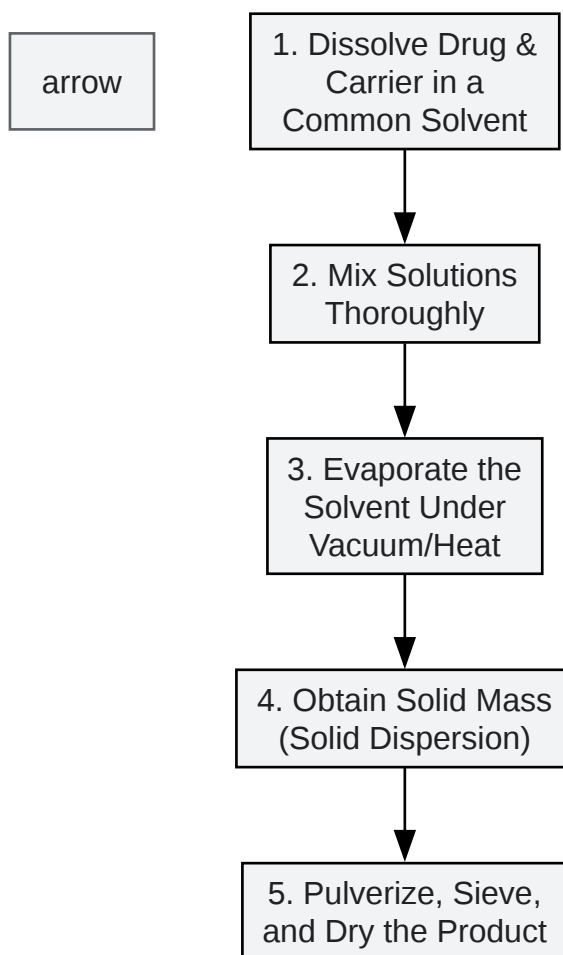 arrow
1. Dissolve Drug &
Carrier in a
Common Solvent
2. Mix Solutions
Thoroughly
3. Evaporate the
Solvent Under
Vacuum/Heat
4. Obtain Solid Mass
(Solid Dispersion)
5. Pulverize, Sieve,
and Dry the Product